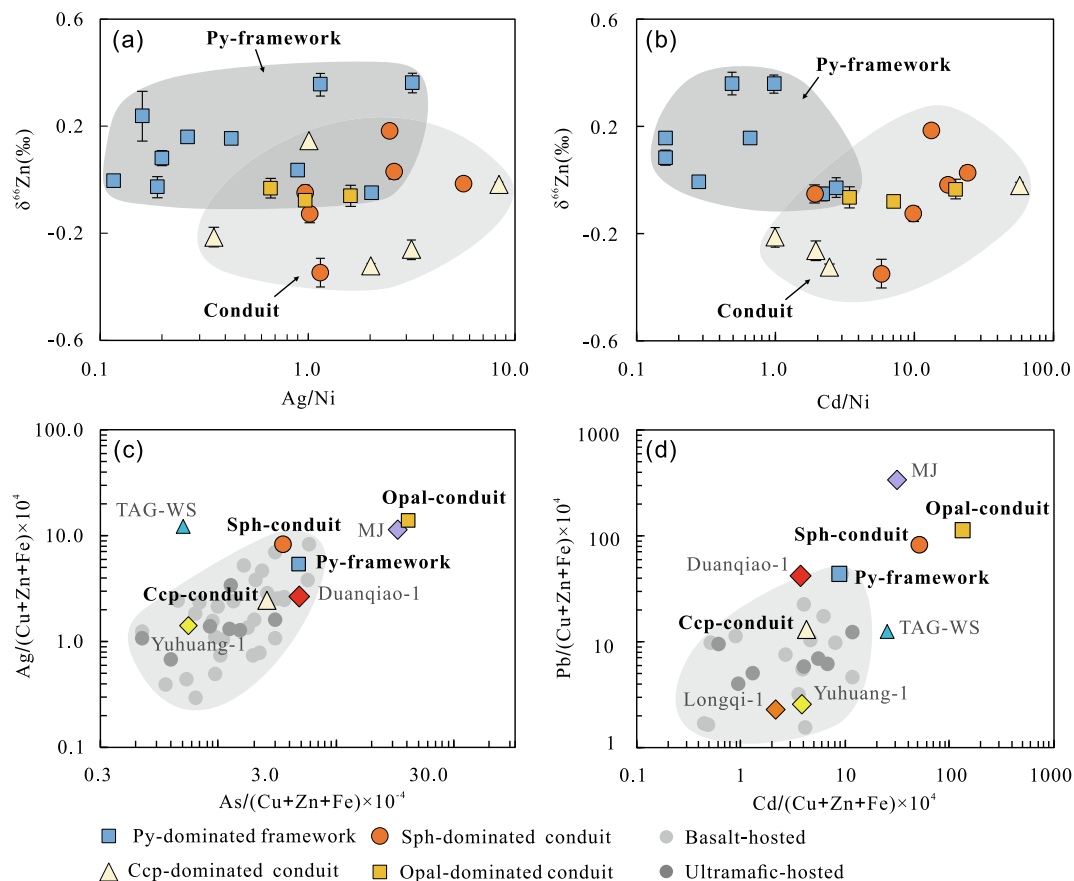 (a)
Py-framework
Conduit
0.6
0.2
-0.2
-0.6
δ⁶⁶Zn(‰)
0.1
1.0
10.0
Ag/Ni
(b)
Py-framework
Conduit
0.6
0.2
-0.2
-0.6
δ⁶⁶Zn(‰)
0.1
1.0
10.0
100.0
Cd/Ni
(c)
100.0
10.0
1.0
0.1
Ag/(Cu+Zn+Fe)×10⁴
TAG-WS
Opal-conduit
Sph-conduit
MJ
Py-framework
Ccp-conduit
Duanqiao-1
Yuhuang-1
0.3
3.0
30.0
As/(Cu+Zn+Fe)×10⁻⁴
(d)
1000
100
10
1
Pb/(Cu+Zn+Fe)×10⁴
MJ
Opal-conduit
Sph-conduit
Duanqiao-1
Py-framework
Ccp-conduit
TAG-WS
Longqi-1
Yuhuang-1
0.1
1
10
100
1000
Cd/(Cu+Zn+Fe)×10⁴
Py-dominated framework
Sph-dominated conduit
Basalt-hosted
Ccp-dominated conduit
Opal-dominated conduit
Ultramafic-hosted